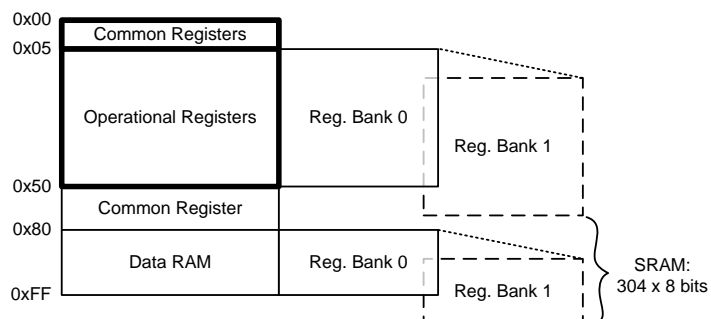 0x00
Common Registers
0x05
Operational Registers
Reg. Bank 0
Reg. Bank 1
0x50
Common Register
0x80
Data RAM
Reg. Bank 0
Reg. Bank 1
SRAM:
304 x 8 bits
0xFF